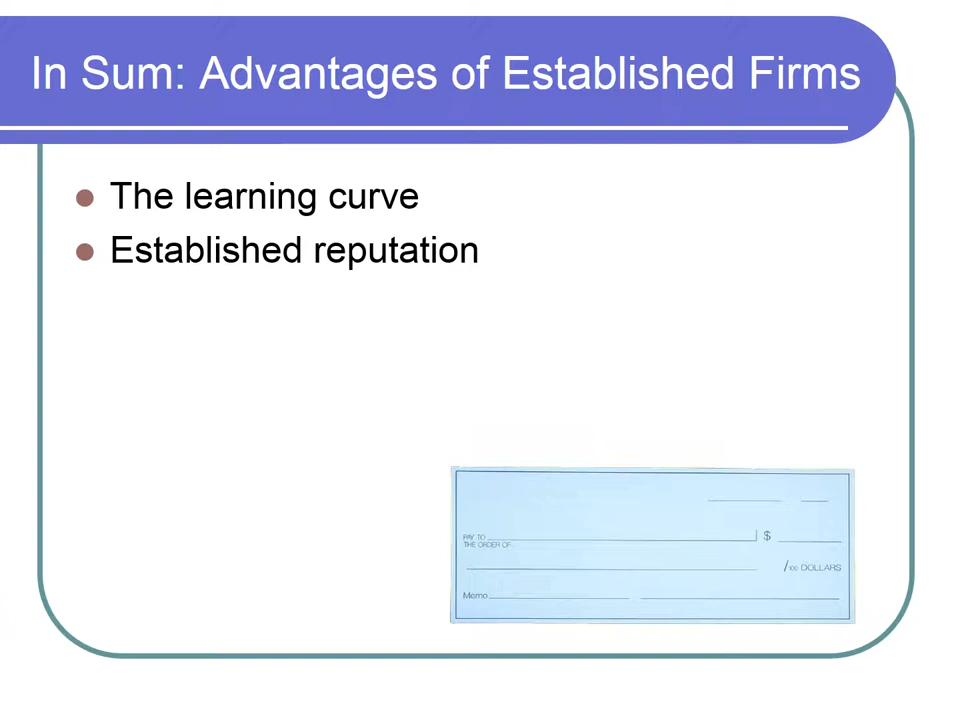 In Sum: Advantages of Established Firms
The learning curve
Established reputation
PAY TO
THE ORDER OF
$
/100 DOLLARS
Memo